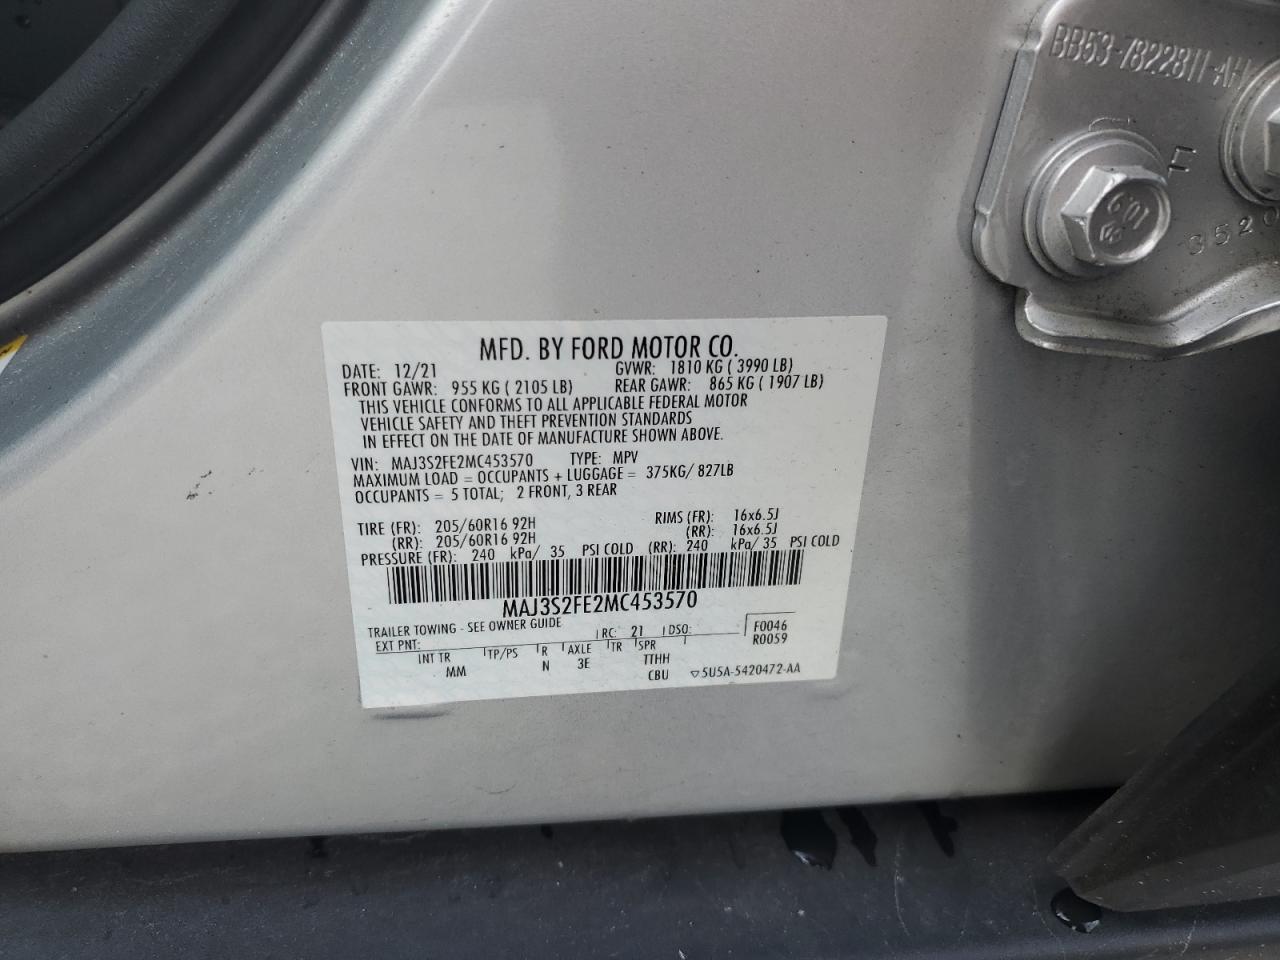 BB53-7822811-AH
F
10.9
3520
MFD. BY FORD MOTOR CO.
DATE: 12/21 GVWR: 1810 KG ( 3990 LB)
FRONT GAWR: 955 KG ( 2105 LB) REAR GAWR: 865 KG ( 1907 LB)
THIS VEHICLE CONFORMS TO ALL APPLICABLE FEDERAL MOTOR
VEHICLE SAFETY AND THEFT PREVENTION STANDARDS
IN EFFECT ON THE DATE OF MANUFACTURE SHOWN ABOVE.
VIN: MAJ3S2FE2MC453570 TYPE: MPV
MAXIMUM LOAD = OCCUPANTS + LUGGAGE = 375KG/ 827LB
OCCUPANTS = 5 TOTAL; 2 FRONT, 3 REAR
TIRE (FR): 205/60R16 92H RIMS (FR): 16x6.5J
(RR): 205/60R16 92H (RR): 16x6.5J
PRESSURE (FR): 240 kPa/ 35 PSI COLD (RR): 240 kPa/ 35 PSI COLD
MAJ3S2FE2MC453570
TRAILER TOWING - SEE OWNER GUIDE
EXT PNT: RC: 21 DSO: F0046
R0059
INT TR TP/PS R AXLE TR SPR
MM N 3E TTHH
CBU 5U5A-5420472-AA